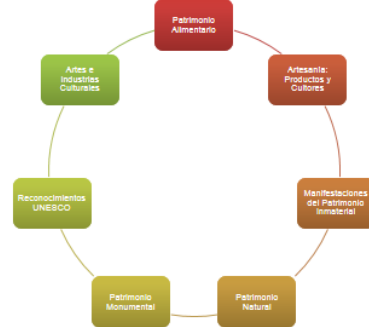 Patrimonio
Alimentario
Artesanía:
Productos y
Cultores
Manifestaciones
del Patrimonio
Inmaterial
Patrimonio
Natural
Patrimonio
Monumental
Reconocimientos
UNESCO
Artes e
Industrias
Culturales